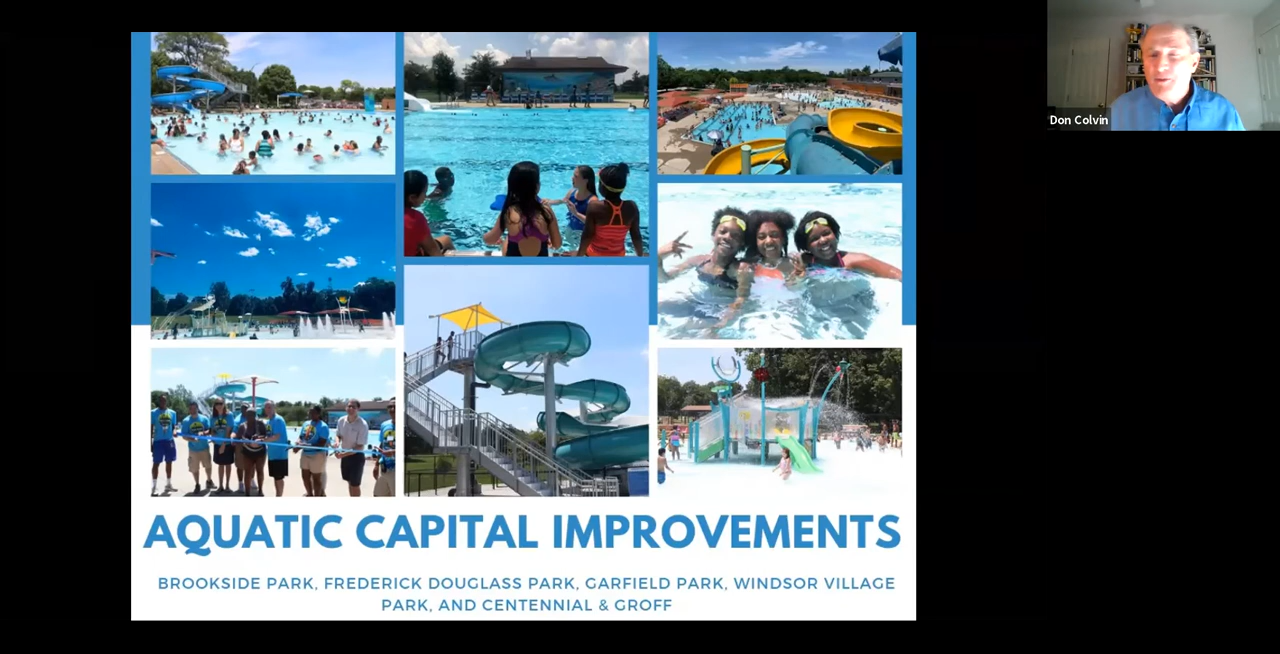 Don Colvin
AQUATIC CAPITAL IMPROVEMENTS
BROOKSIDE PARK, FREDERICK DOUGLASS PARK, GARFIELD PARK, WINDSOR VILLAGE
PARK, AND CENTENNIAL & GROFF